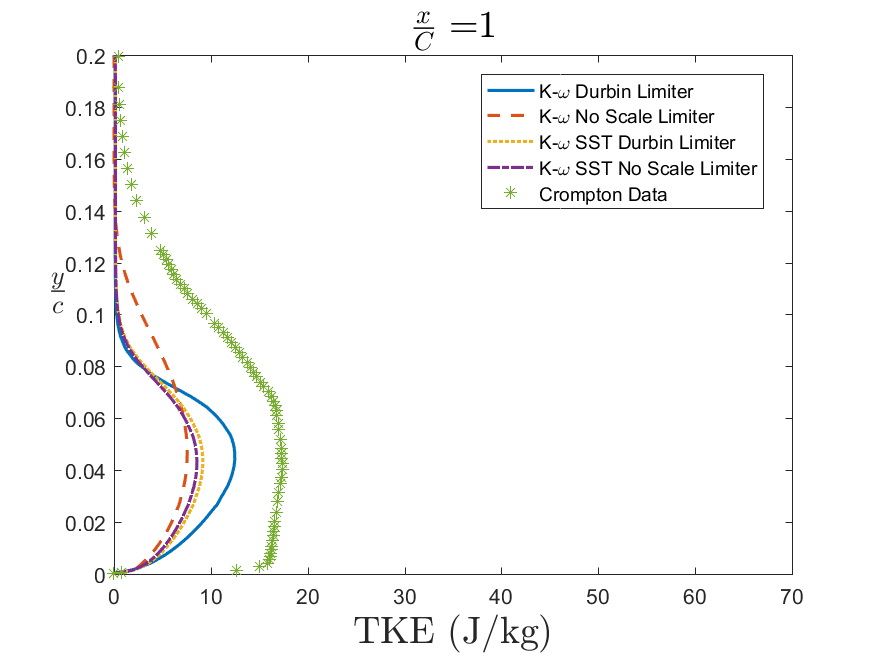 x/C =1
0.2
0.18
0.16
0.14
0.12
0.1
0.08
0.06
0.04
0.02
0
y/c
K-ω Durbin Limiter
K-ω No Scale Limiter
K-ω SST Durbin Limiter
K-ω SST No Scale Limiter
Crompton Data
0 10 20 30 40 50 60 70
TKE (J/kg)